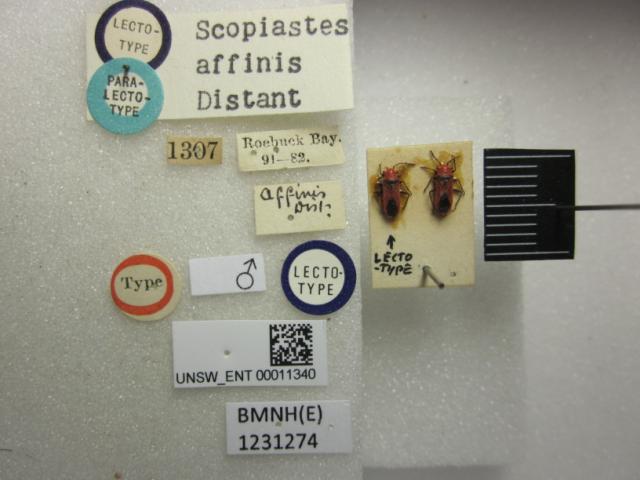 LECTO-
TYPE
PARA-
LECTO-
TYPE
Scopiastes
affinis
Distant
1307
Roebuck Bay.
91—82.
Affinis
Dist.
LECTO
-TYPE
Type
♂
LECTO-
TYPE
UNSW_ENT 00011340
BMNH(E)
1231274